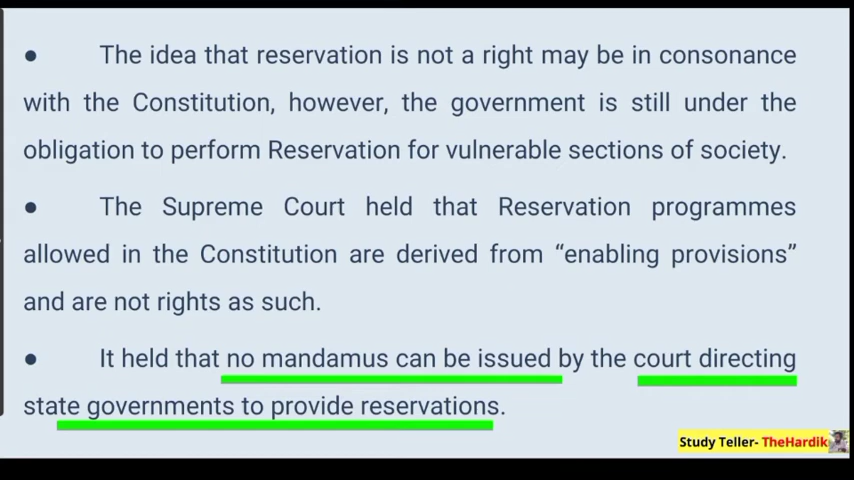 ● The idea that reservation is not a right may be in consonance
with the Constitution, however, the government is still under the
obligation to perform Reservation for vulnerable sections of society.
● The Supreme Court held that Reservation programmes
allowed in the Constitution are derived from “enabling provisions”
and are not rights as such.
● It held that no mandamus can be issued by the court directing
state governments to provide reservations.
Study Teller- TheHardik